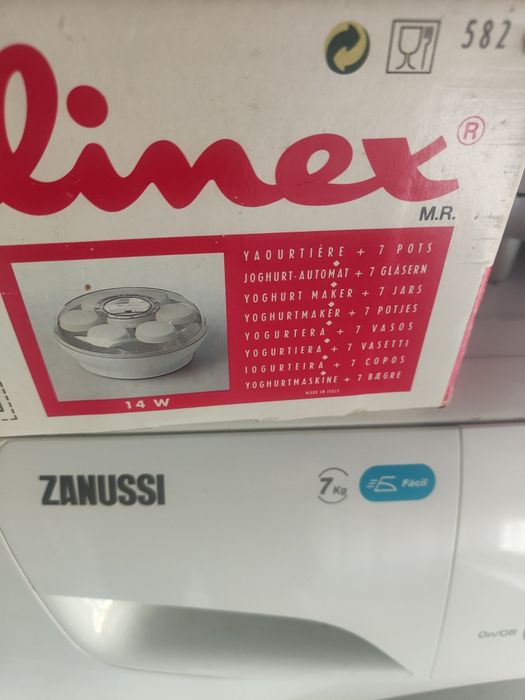 582
linex®
M.R.
YAOURTIÈRE + 7 POTS
JOGHURT-AUTOMAT + 7 GLÄSERN
YOGHURT MAKER + 7 JARS
YOGHURTMAKER + 7 POTJES
YOGURTERA + 7 VASOS
YOGURTIERA + 7 VASETTI
IOGURTEIRA + 7 COPOS
YOGHURTMASKINE + 7 BÆGRE
MADE IN ITALY
14 W
ZANUSSI
7Kg
Fácil
On/Off